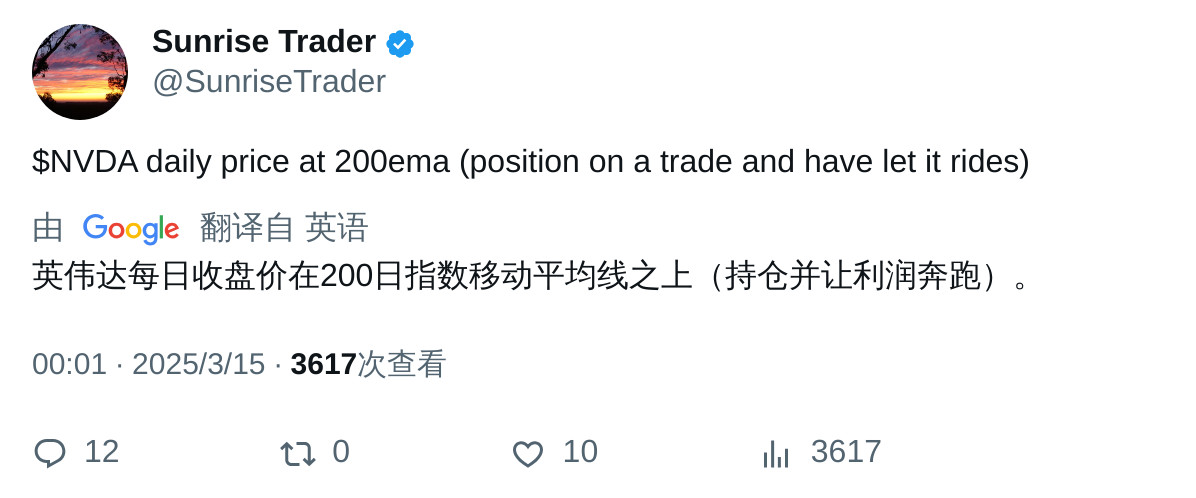 Sunrise Trader
@SunriseTrader
$NVDA daily price at 200ema (position on a trade and have let it rides)
由 Google 翻译自 英语
英伟达每日收盘价在200日指数移动平均线之上（持仓并让利润奔跑）。
00:01 · 2025/3/15 · 3617次查看
12 0 10 3617